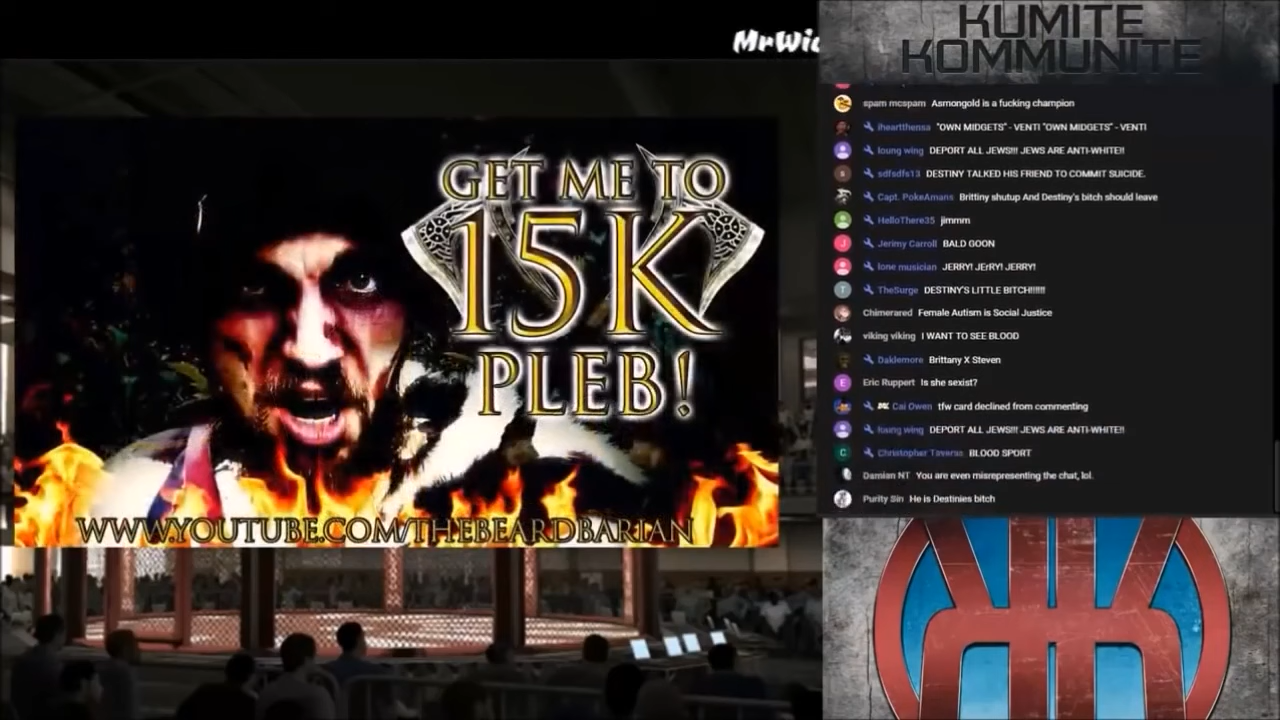 MrWic
GET ME TO
15K
PLEB!
WWW.YOUTUBE.COM/THEBEARDBARIAN
KUMITE
KOMMUNITE
spam mcspam Asmongold is a fucking champion
iheartthensa "OWN MIDGETS" - VENTI "OWN MIDGETS" - VENTI
loung wing DEPORT ALL JEWS!!! JEWS ARE ANTI-WHITE!!
s sdfsdfs13 DESTINY TALKED HIS FRIEND TO COMMIT SUICIDE.
Capt. PokeAmans Brittiny shutup And Destiny's bitch should leave
HelloThere35 jimmm
J Jerimy Carroll BALD GOON
lone musician JERRY! JErRY! JERRY!
T TheSurge DESTINY'S LITTLE BITCH!!!!!!!
Chimerared Female Autism is Social Justice
viking viking I WANT TO SEE BLOOD
Daklemore Brittany X Steven
E Eric Ruppert Is she sexist?
Cai Owen tfw card declined from commenting
loung wing DEPORT ALL JEWS!!! JEWS ARE ANTI-WHITE!!
C Christopher Taveras BLOOD SPORT
Damian NT You are even misrepresenting the chat, lol.
Purity Sin He is Destinies bitch